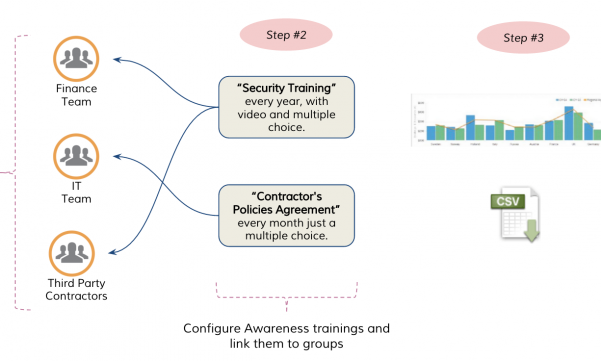 Step #2
Step #3
Finance
Team
IT
Team
Third Party
Contractors
“Security Training”
every year, with
video and multiple
choice.
“Contractor's
Policies Agreement”
every month just a
multiple choice.
CSV
Configure Awareness trainings and
link them to groups